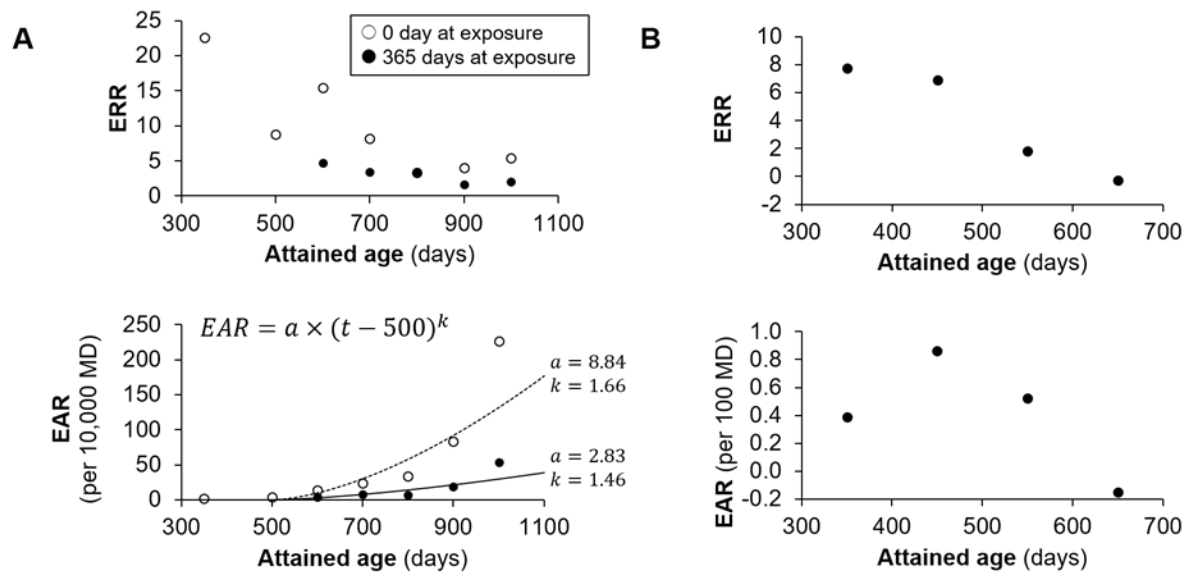 A
25
20
15
10
5
0
ERR
○ 0 day at exposure
● 365 days at exposure
300 500 700 900 1100
Attained age (days)
B
10
8
6
4
2
0
-2
ERR
300 400 500 600 700
Attained age (days)
250
200
150
100
50
0
EAR
(per 10,000 MD)
EAR = a × (t − 500)^k
a = 8.84
k = 1.66
a = 2.83
k = 1.46
300 500 700 900 1100
Attained age (days)
1.0
0.8
0.6
0.4
0.2
0.0
-0.2
EAR (per 100 MD)
300 400 500 600 700
Attained age (days)